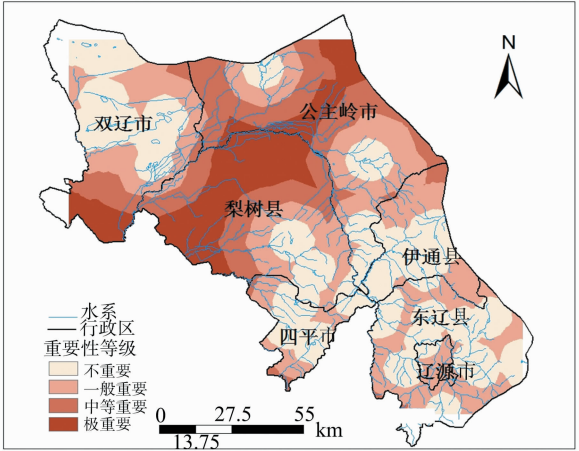 N
公主岭市
双辽市
梨树县
伊通县
东辽县
四平市
辽源市
水系
行政区
重要性等级
不重要
一般重要
中等重要
极重要
0 27.5 55
13.75 km